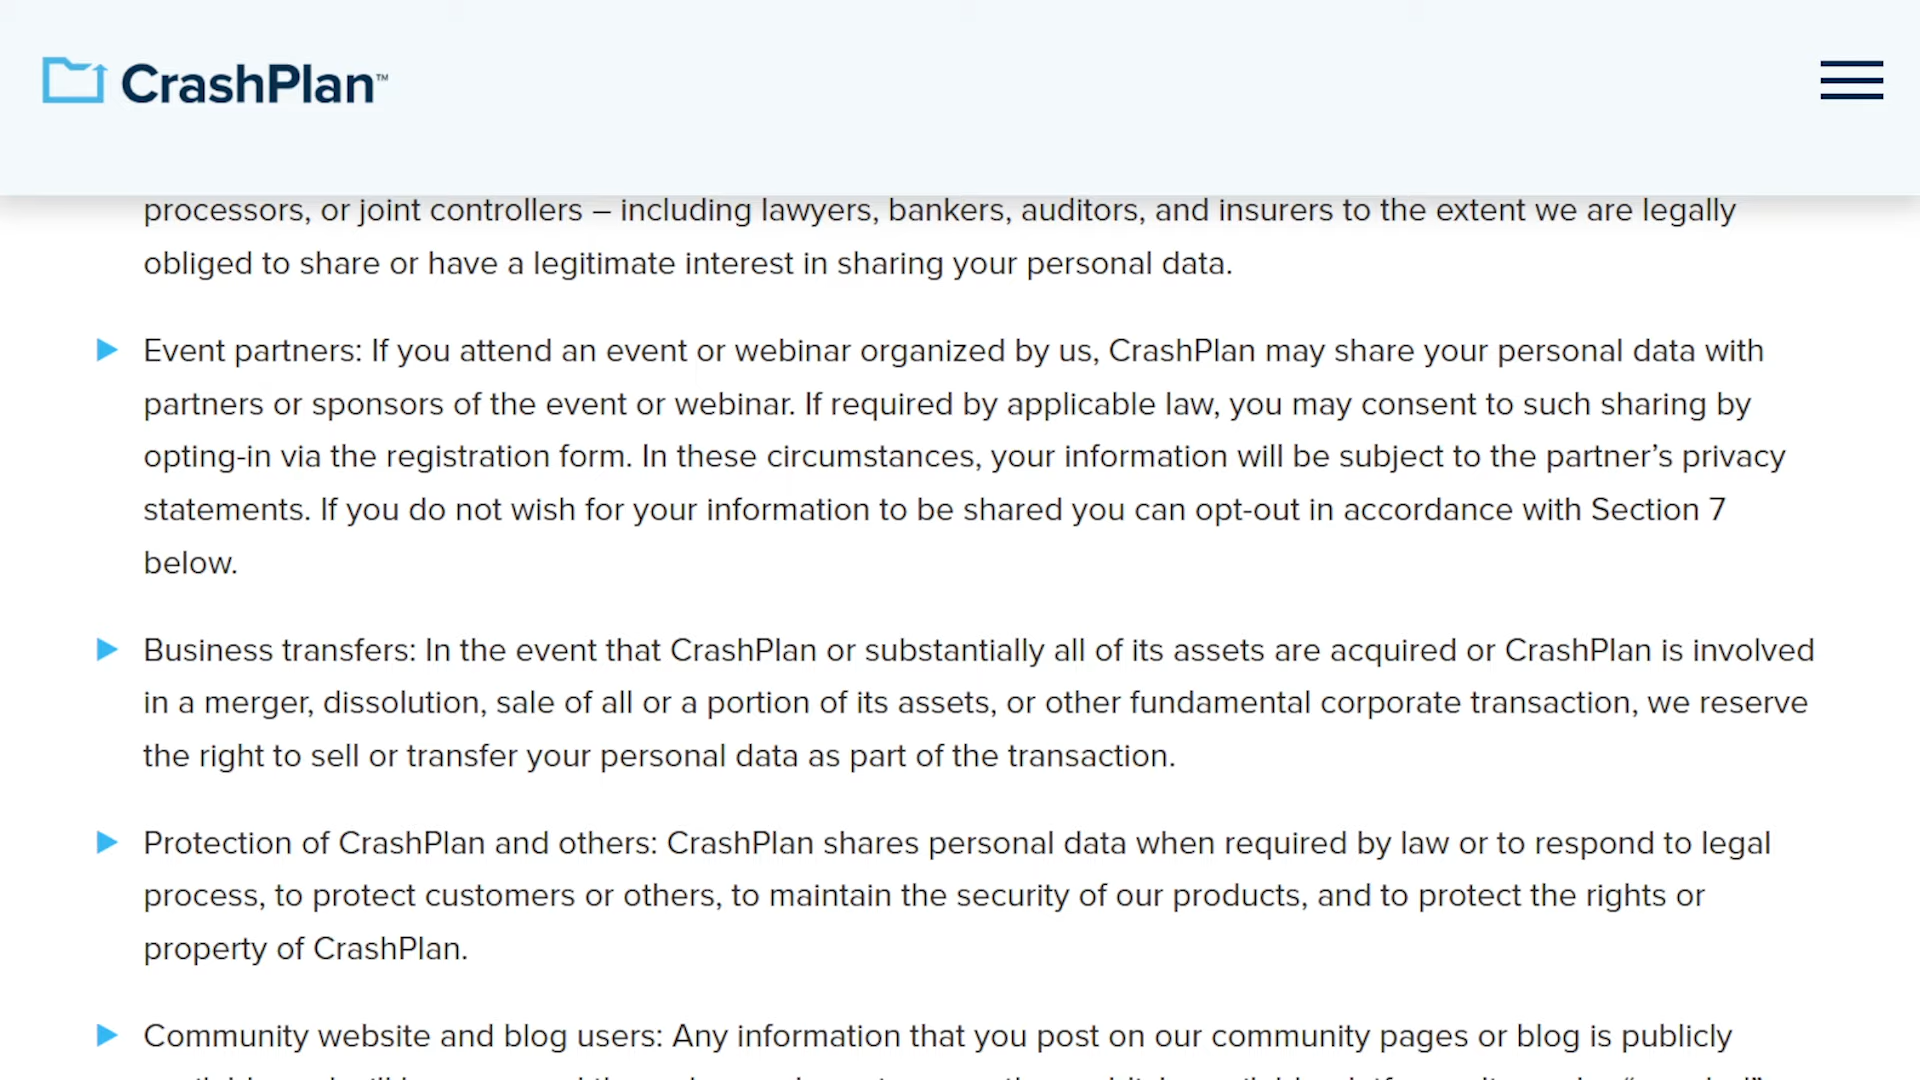 CrashPlan™
processors, or joint controllers – including lawyers, bankers, auditors, and insurers to the extent we are legally
obliged to share or have a legitimate interest in sharing your personal data.
Event partners: If you attend an event or webinar organized by us, CrashPlan may share your personal data with
partners or sponsors of the event or webinar. If required by applicable law, you may consent to such sharing by
opting-in via the registration form. In these circumstances, your information will be subject to the partner’s privacy
statements. If you do not wish for your information to be shared you can opt-out in accordance with Section 7
below.
Business transfers: In the event that CrashPlan or substantially all of its assets are acquired or CrashPlan is involved
in a merger, dissolution, sale of all or a portion of its assets, or other fundamental corporate transaction, we reserve
the right to sell or transfer your personal data as part of the transaction.
Protection of CrashPlan and others: CrashPlan shares personal data when required by law or to respond to legal
process, to protect customers or others, to maintain the security of our products, and to protect the rights or
property of CrashPlan.
Community website and blog users: Any information that you post on our community pages or blog is publicly